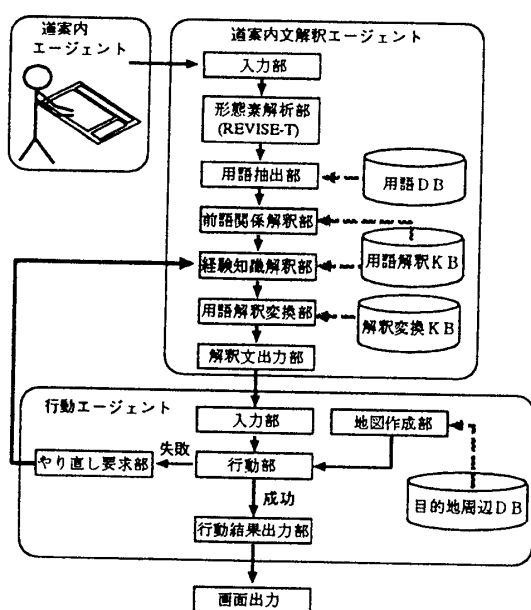 道案内
エージェント
道案内文解釈エージェント
入力部
形態素解析部
(REVISE-T)
用語抽出部
用語DB
前語関係解釈部
経験知識解釈部
用語解釈KB
用語解釈変換部
解釈変換KB
解釈文出力部
行動エージェント
入力部
地図作成部
失敗
やり直し要求部
行動部
成功
目的地周辺DB
行動結果出力部
画面出力